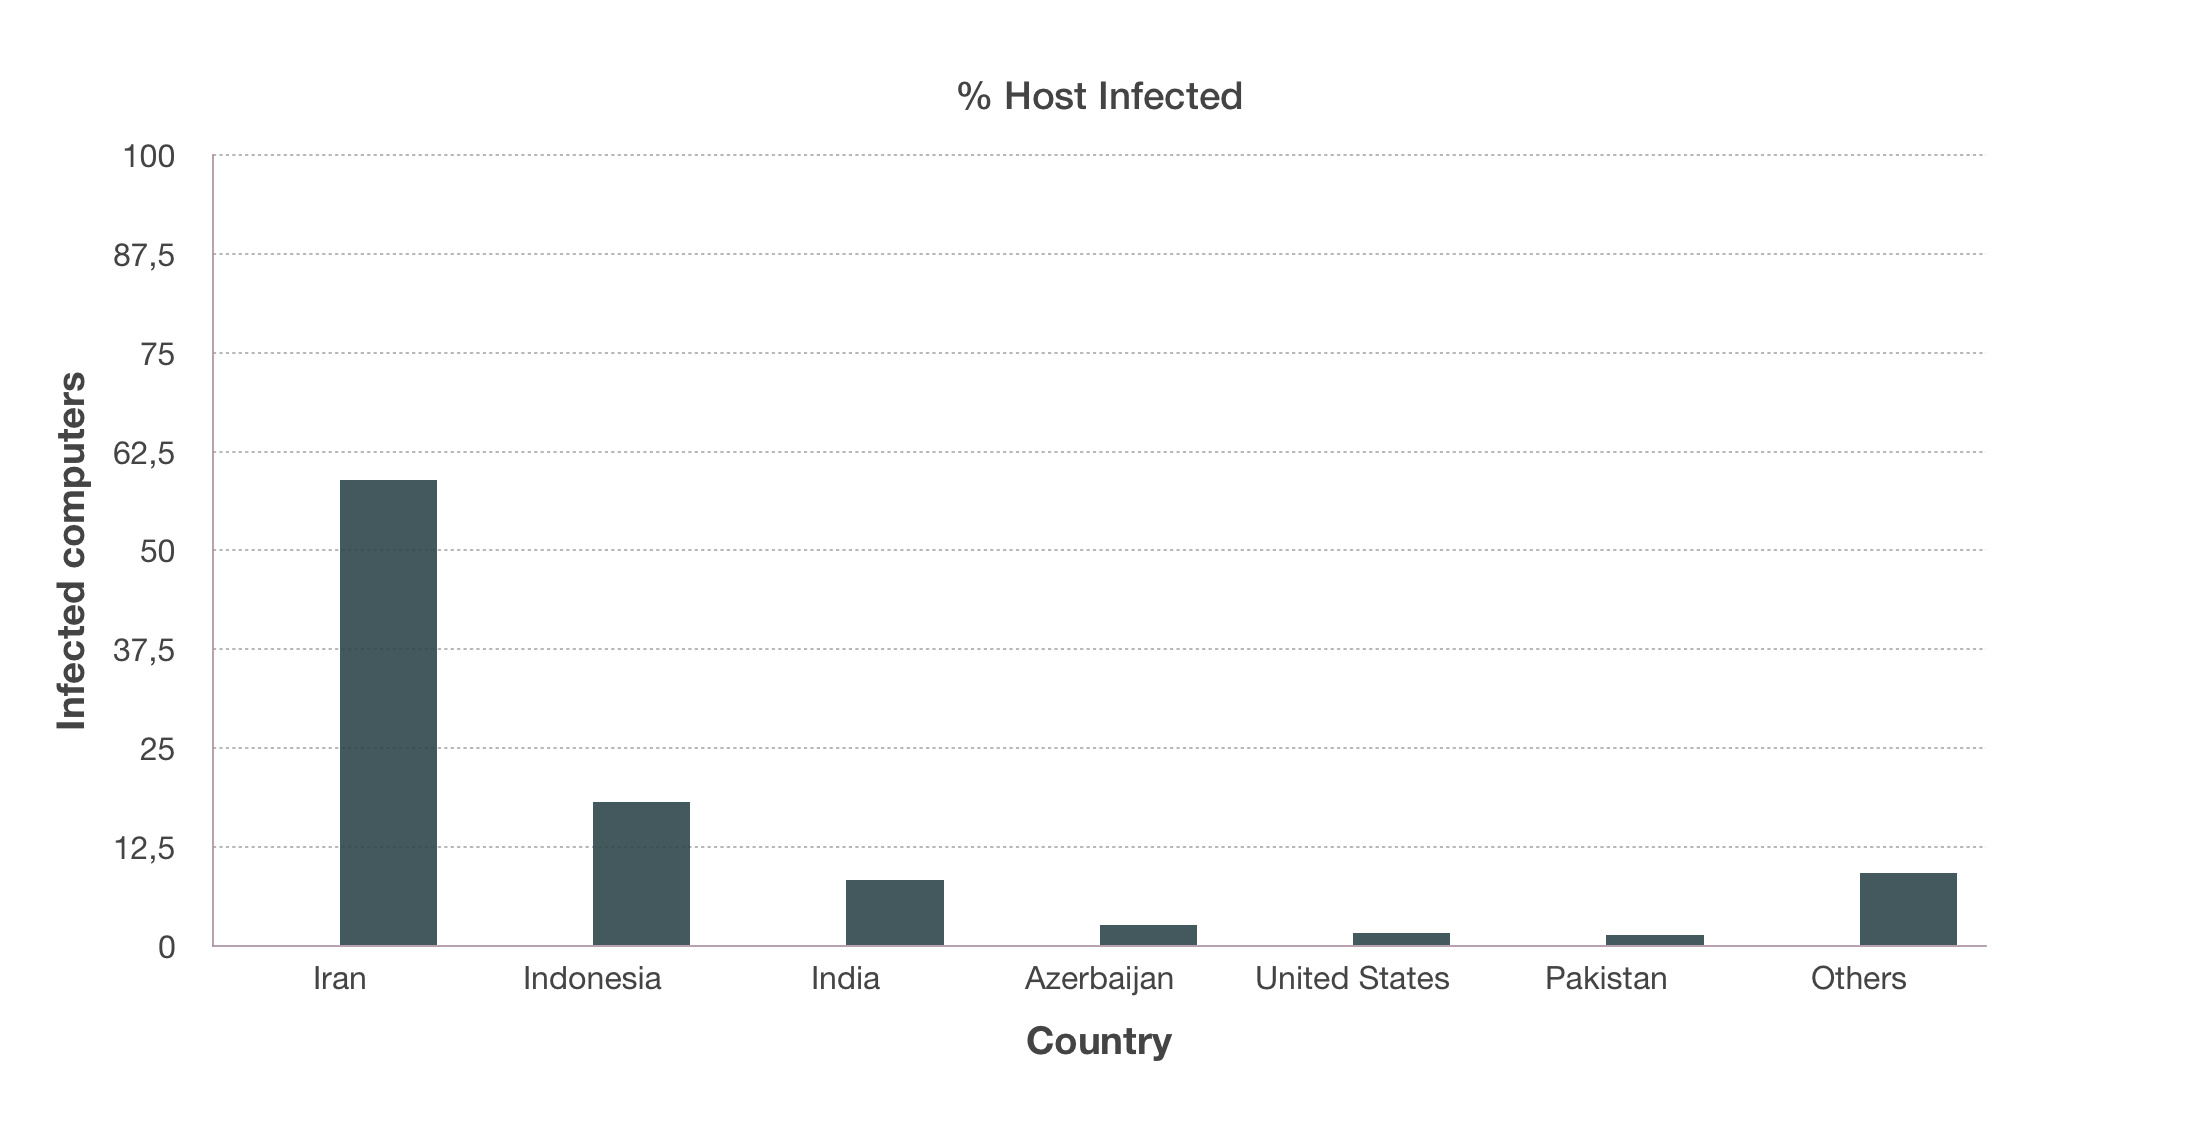 % Host Infected
100
87,5
75
62,5
50
37,5
25
12,5
0
Infected computers
Iran Indonesia India Azerbaijan United States Pakistan Others
Country